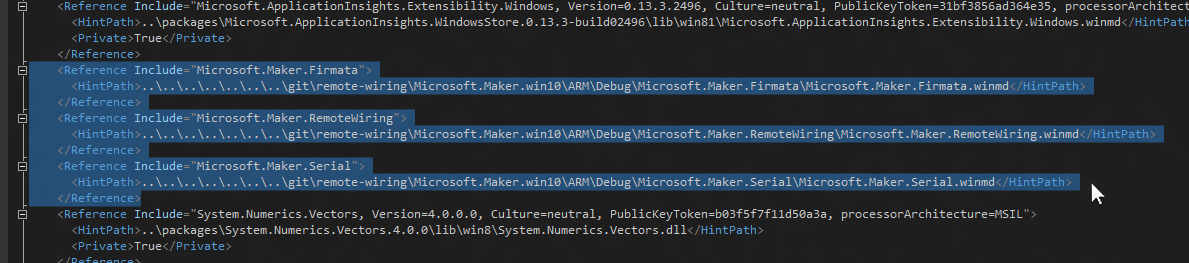 <Reference Include="Microsoft.ApplicationInsights.Extensibility.Windows, Version=0.13.3.2496, Culture=neutral, PublicKeyToken=31bf3856ad364e35, processorArchitect
<HintPath>..\packages\Microsoft.ApplicationInsights.WindowsStore.0.13.3-build02496\lib\win81\Microsoft.ApplicationInsights.Extensibility.Windows.winmd</HintPath
<Private>True</Private>
</Reference>
<Reference Include="Microsoft.Maker.Firmata">
<HintPath>..\..\..\..\..\..\..\git\remote-wiring\Microsoft.Maker.win10\ARM\Debug\Microsoft.Maker.Firmata\Microsoft.Maker.Firmata.winmd</HintPath>
</Reference>
<Reference Include="Microsoft.Maker.RemoteWiring">
<HintPath>..\..\..\..\..\..\..\git\remote-wiring\Microsoft.Maker.win10\ARM\Debug\Microsoft.Maker.RemoteWiring\Microsoft.Maker.RemoteWiring.winmd</HintPath>
</Reference>
<Reference Include="Microsoft.Maker.Serial">
<HintPath>..\..\..\..\..\..\..\git\remote-wiring\Microsoft.Maker.win10\ARM\Debug\Microsoft.Maker.Serial\Microsoft.Maker.Serial.winmd</HintPath>
</Reference>
<Reference Include="System.Numerics.Vectors, Version=4.0.0.0, Culture=neutral, PublicKeyToken=b03f5f7f11d50a3a, processorArchitecture=MSIL">
<HintPath>..\packages\System.Numerics.Vectors.4.0.0\lib\win8\System.Numerics.Vectors.dll</HintPath>
<Private>True</Private>
</Reference>